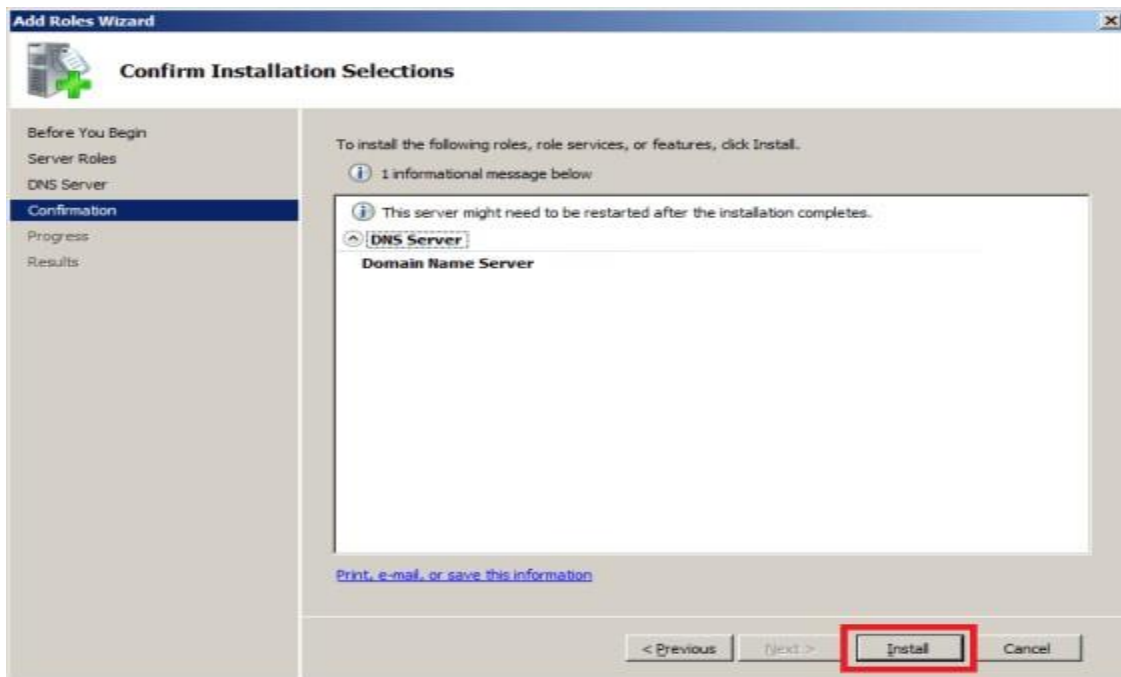 Add Roles Wizard
Confirm Installation Selections
Before You Begin
Server Roles
DNS Server
Confirmation
Progress
Results
To install the following roles, role services, or features, click Install.
1 informational message below
This server might need to be restarted after the installation completes.
DNS Server
Domain Name Server
Print, e-mail, or save this information
< Previous Next > Install Cancel